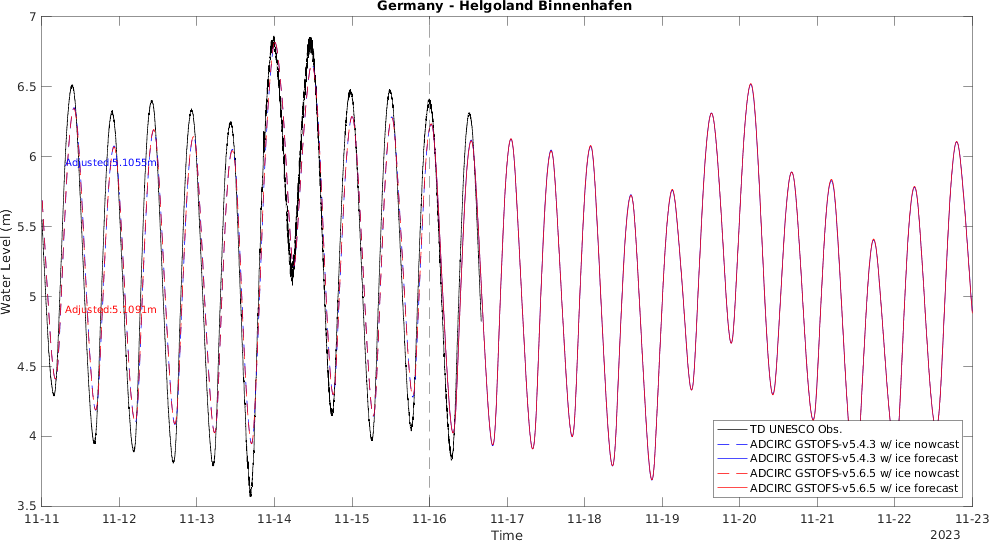 Germany - Helgoland Binnenhafen
7
6.5
6
5.5
5
4.5
4
3.5
Water Level (m)
Adjusted:5.1055m
Adjusted:5.1091m
TD UNESCO Obs.
ADCIRC GSTOFS-v5.4.3 w/ ice nowcast
ADCIRC GSTOFS-v5.4.3 w/ ice forecast
ADCIRC GSTOFS-v5.6.5 w/ ice nowcast
ADCIRC GSTOFS-v5.6.5 w/ ice forecast
11-11 11-12 11-13 11-14 11-15 11-16 11-17 11-18 11-19 11-20 11-21 11-22 11-23
Time
2023